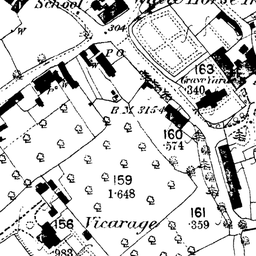 School
304
W
P.O.
163
Grave Yard
.340
B.M. 315.4
160
.574
W
159
1.648
161
.359
156
Vicarage
.983